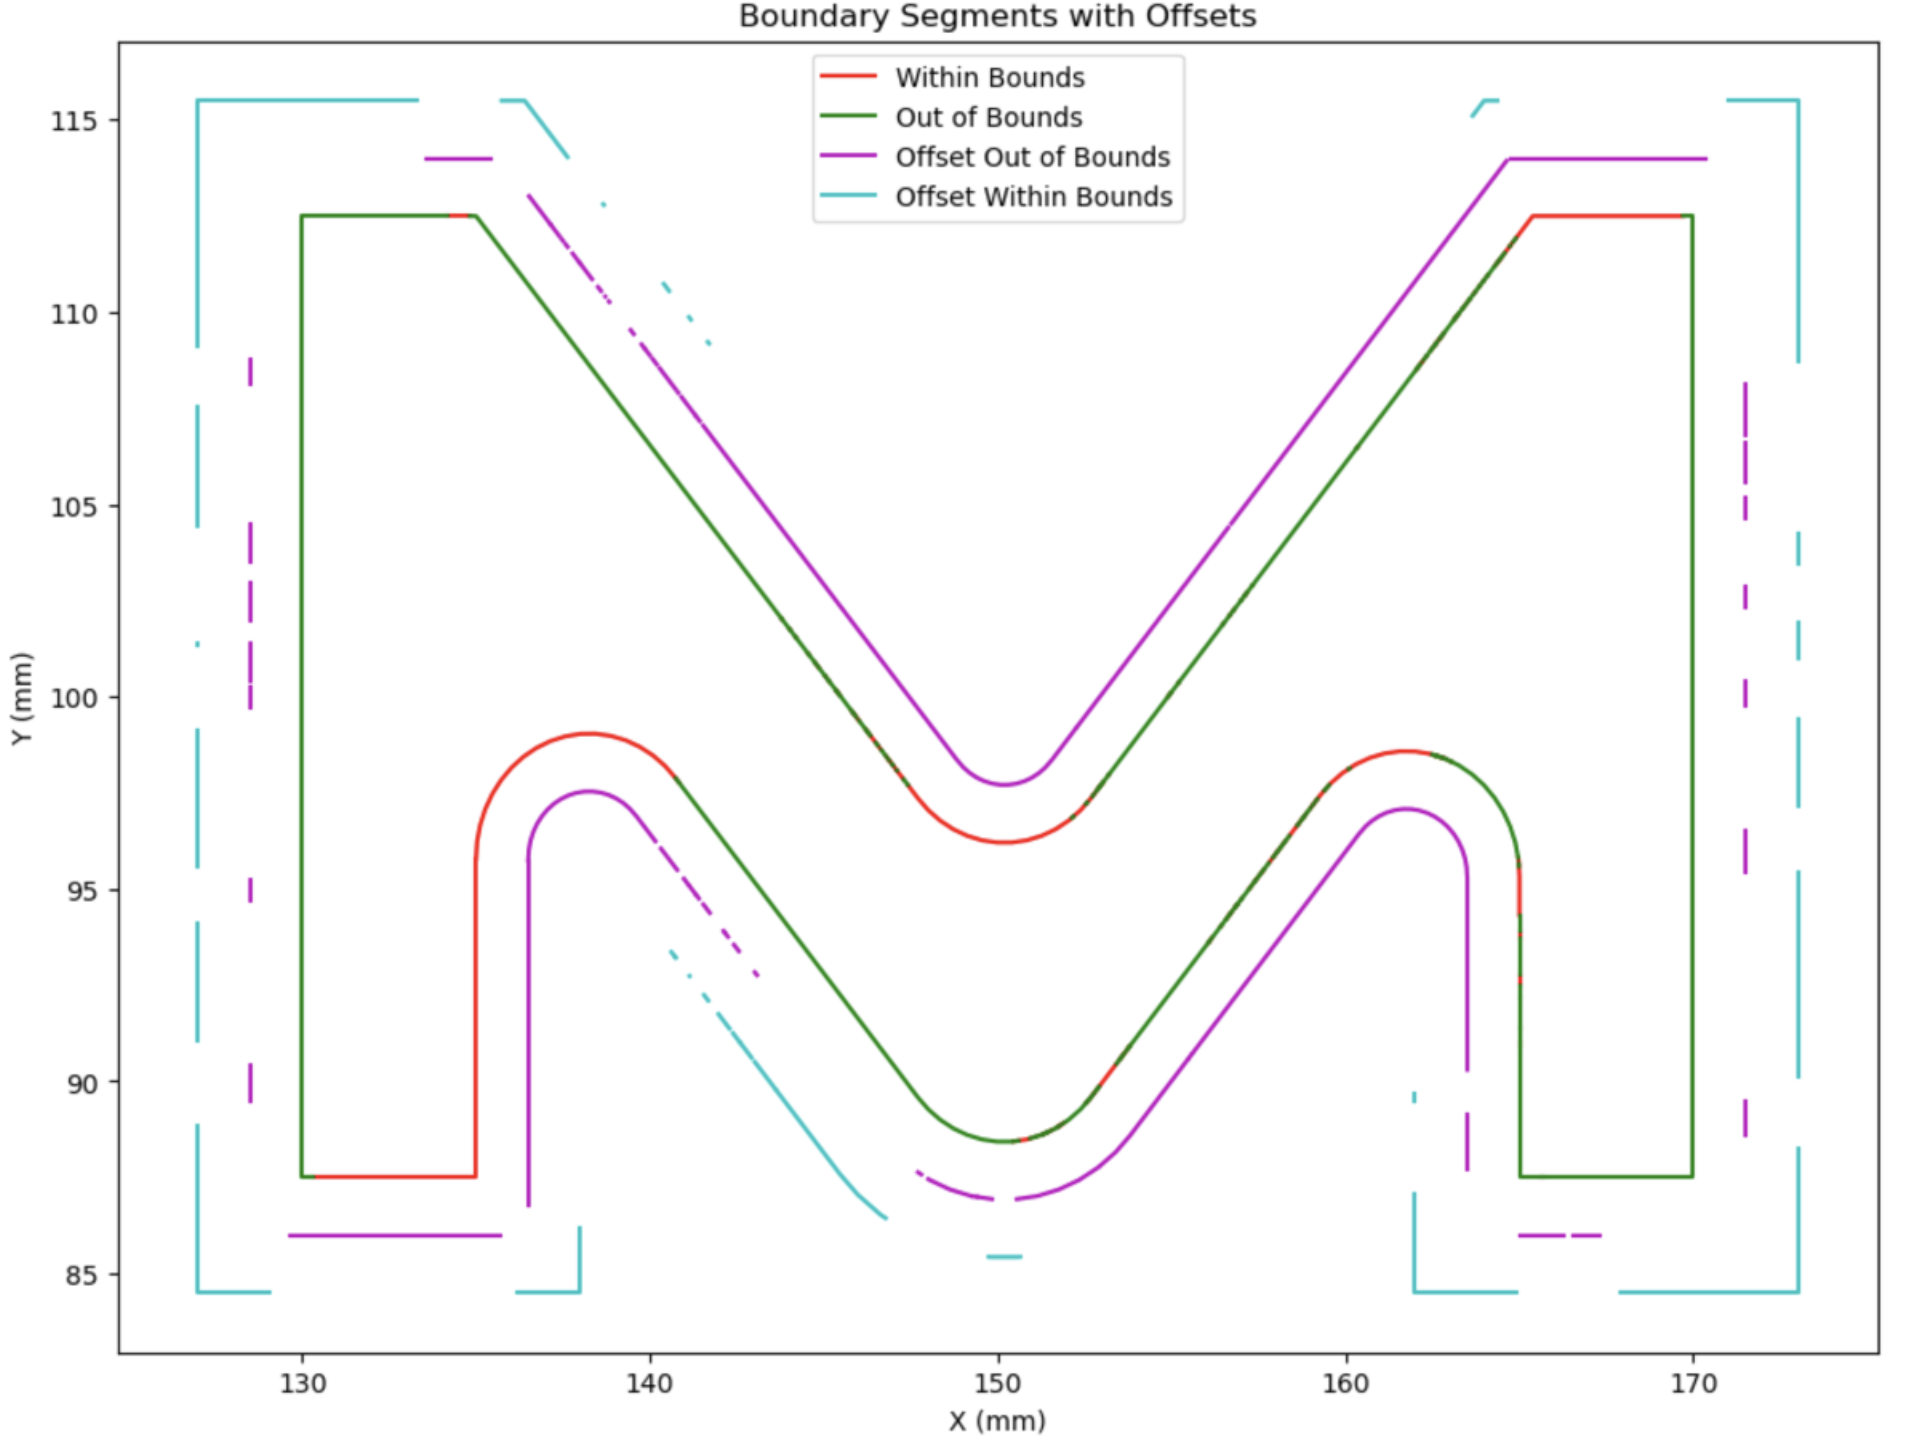 Boundary Segments with Offsets
Within Bounds
Out of Bounds
Offset Out of Bounds
Offset Within Bounds
115
110
105
100
95
90
85
Y (mm)
130 140 150 160 170
X (mm)